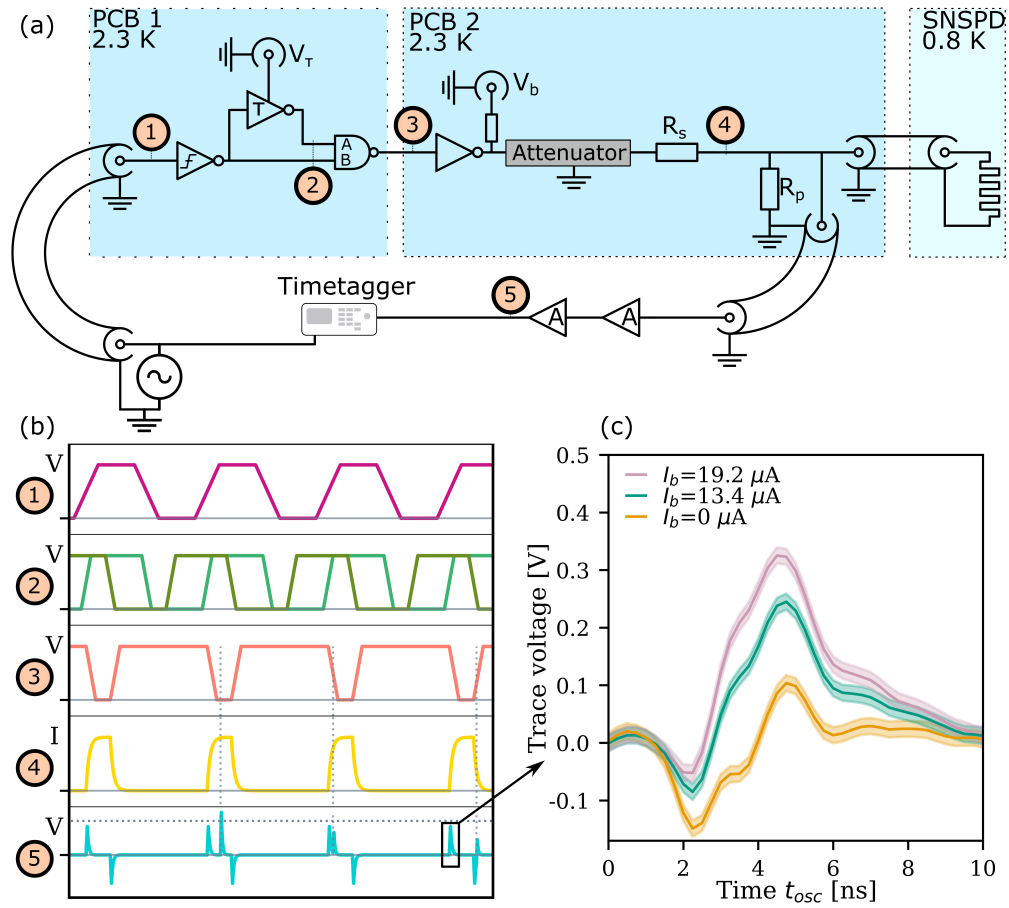 (a)
PCB 1
2.3 K
PCB 2
2.3 K
SNSPD
0.8 K
V_T
V_b
1
T
A
B
2
3
Attenuator
R_s
4
R_p
Timetagger
5
A
A
(b)
V
1
V
2
V
3
I
4
V
5
(c)
I_b=19.2 μA
I_b=13.4 μA
I_b=0 μA
Trace voltage [V]
0.5
0.4
0.3
0.2
0.1
0.0
-0.1
0 2 4 6 8 10
Time t_osc [ns]